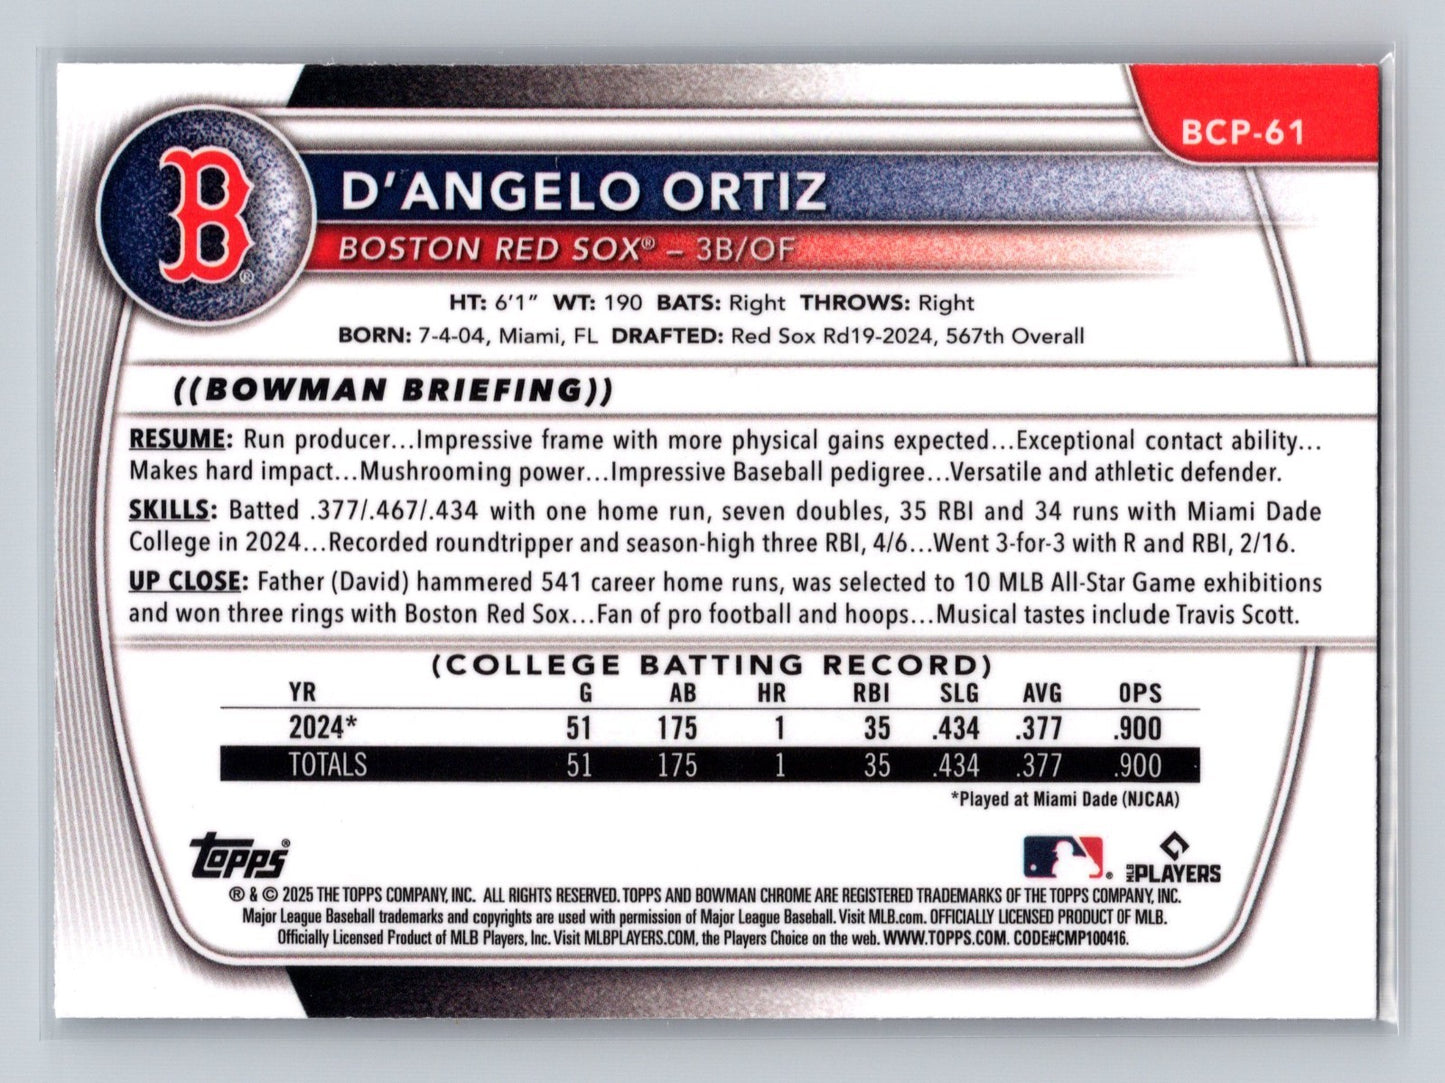 BCP-61
B
®
D'ANGELO ORTIZ
BOSTON RED SOX® – 3B/OF
HT: 6'1" WT: 190 BATS: Right THROWS: Right
BORN: 7-4-04, Miami, FL DRAFTED: Red Sox Rd19-2024, 567th Overall
((BOWMAN BRIEFING))
RESUME: Run producer...Impressive frame with more physical gains expected...Exceptional contact ability...
Makes hard impact...Mushrooming power...Impressive Baseball pedigree...Versatile and athletic defender.
SKILLS: Batted .377/.467/.434 with one home run, seven doubles, 35 RBI and 34 runs with Miami Dade
College in 2024...Recorded roundtripper and season-high three RBI, 4/6...Went 3-for-3 with R and RBI, 2/16.
UP CLOSE: Father (David) hammered 541 career home runs, was selected to 10 MLB All-Star Game exhibitions
and won three rings with Boston Red Sox...Fan of pro football and hoops...Musical tastes include Travis Scott.
(COLLEGE BATTING RECORD)
YR G AB HR RBI SLG AVG OPS
2024* 51 175 1 35 .434 .377 .900
TOTALS 51 175 1 35 .434 .377 .900
*Played at Miami Dade (NJCAA)
Topps®
®
MLB PLAYERS
® & © 2025 THE TOPPS COMPANY, INC. ALL RIGHTS RESERVED. TOPPS AND BOWMAN CHROME ARE REGISTERED TRADEMARKS OF THE TOPPS COMPANY, INC.
Major League Baseball trademarks and copyrights are used with permission of Major League Baseball. Visit MLB.com. OFFICIALLY LICENSED PRODUCT OF MLB.
Officially Licensed Product of MLB Players, Inc. Visit MLBPLAYERS.COM, the Players Choice on the web. WWW.TOPPS.COM. CODE#CMP100416.